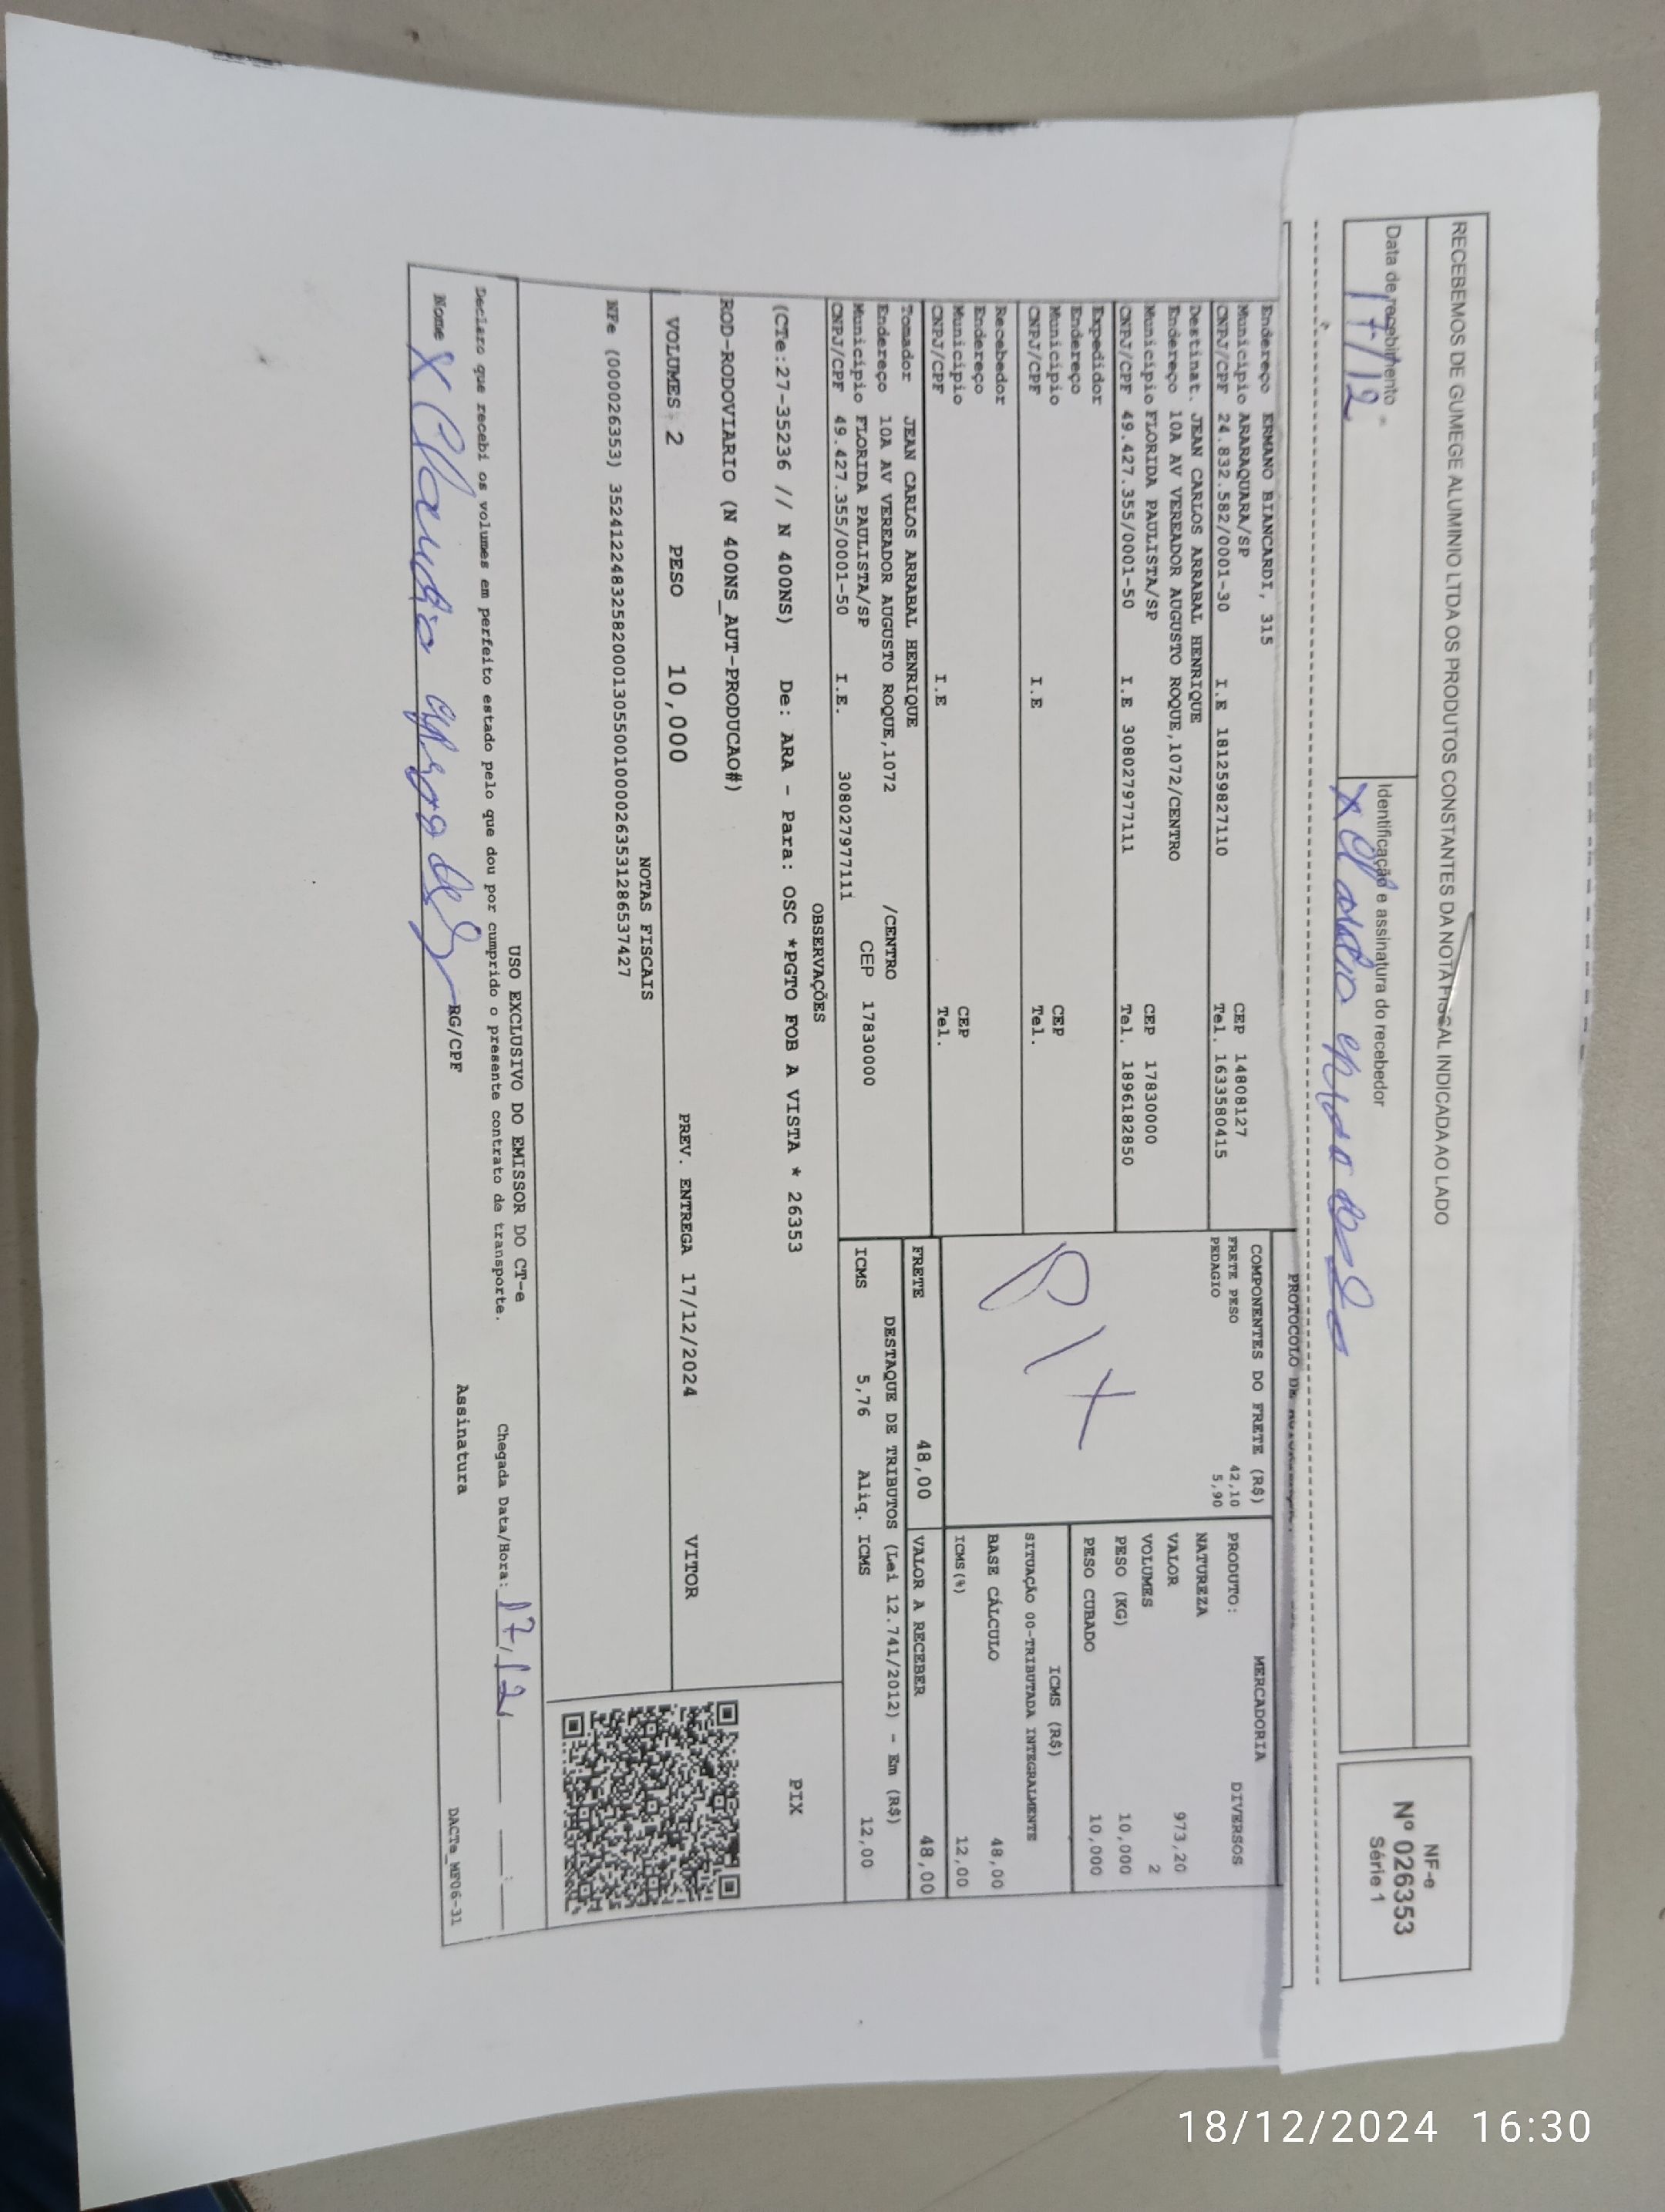 RECEBEMOS DE GUMEGE ALUMINIO LTDA OS PRODUTOS CONSTANTES DA NOTA FISCAL INDICADA AO LADO
Data de recebimento
17/12
Identificação e assinatura do recebedor
NF-e
Nº 026353
Série 1
PROTOCOLO DE
Endereço ERMANO BIANCARDI, 315
Município ARARAQUARA/SP CEP 14808127
CNPJ/CPF 24.832.582/0001-30 I.E 181259827110 Tel. 1633580415
Destinat. JEAN CARLOS ARRABAL HENRIQUE
Endereço 10A AV VEREADOR AUGUSTO ROQUE,1072/CENTRO
Município FLORIDA PAULISTA/SP CEP 17830000
CNPJ/CPF 49.427.355/0001-50 I.E 308027977111 Tel. 1896182850
Expedidor
Endereço
Município CEP
CNPJ/CPF I.E Tel.
Recebedor
Endereço
Município CEP
CNPJ/CPF I.E Tel.
Tomador JEAN CARLOS ARRABAL HENRIQUE
Endereço 10A AV VEREADOR AUGUSTO ROQUE,1072 /CENTRO
Município FLORIDA PAULISTA/SP CEP 17830000
CNPJ/CPF 49.427.355/0001-50 I.E. 308027977111
COMPONENTES DO FRETE (R$)
FRETE PESO 42,10
PEDAGIO 5,90
PIX
MERCADORIA
PRODUTO: DIVERSOS
NATUREZA
VALOR 973,20
VOLUMES 2
PESO (KG) 10,000
PESO CUBADO 10,000
ICMS (R$)
SITUAÇÃO 00-TRIBUTADA INTEGRALMENTE
BASE CÁLCULO 48,00
ICMS(%) 12,00
FRETE 48,00 VALOR A RECEBER 48,00
DESTAQUE DE TRIBUTOS (Lei 12.741/2012) - Em (R$)
ICMS 5,76 Aliq. ICMS 12,00
OBSERVAÇÕES
(CTe:27-35236 // N 400NS) De: ARA - Para: OSC *PGTO FOB A VISTA * 26353
ROD-RODOVIARIO (N 400NS_AUT-PRODUCAO#)
PIX
VOLUMES 2 PESO 10,000 PREV. ENTREGA 17/12/2024 VITOR
NOTAS FISCAIS
NFe (000026353) 35241224832582000130550010000263531286537427
USO EXCLUSIVO DO EMISSOR DO CT-e
Declaro que recebi os volumes em perfeito estado pelo que dou por cumprido o presente contrato de transporte. Chegada Data/Hora: 17/12
Nome X Claudio RG/CPF Assinatura
DACTe_MF06-31
18/12/2024 16:30